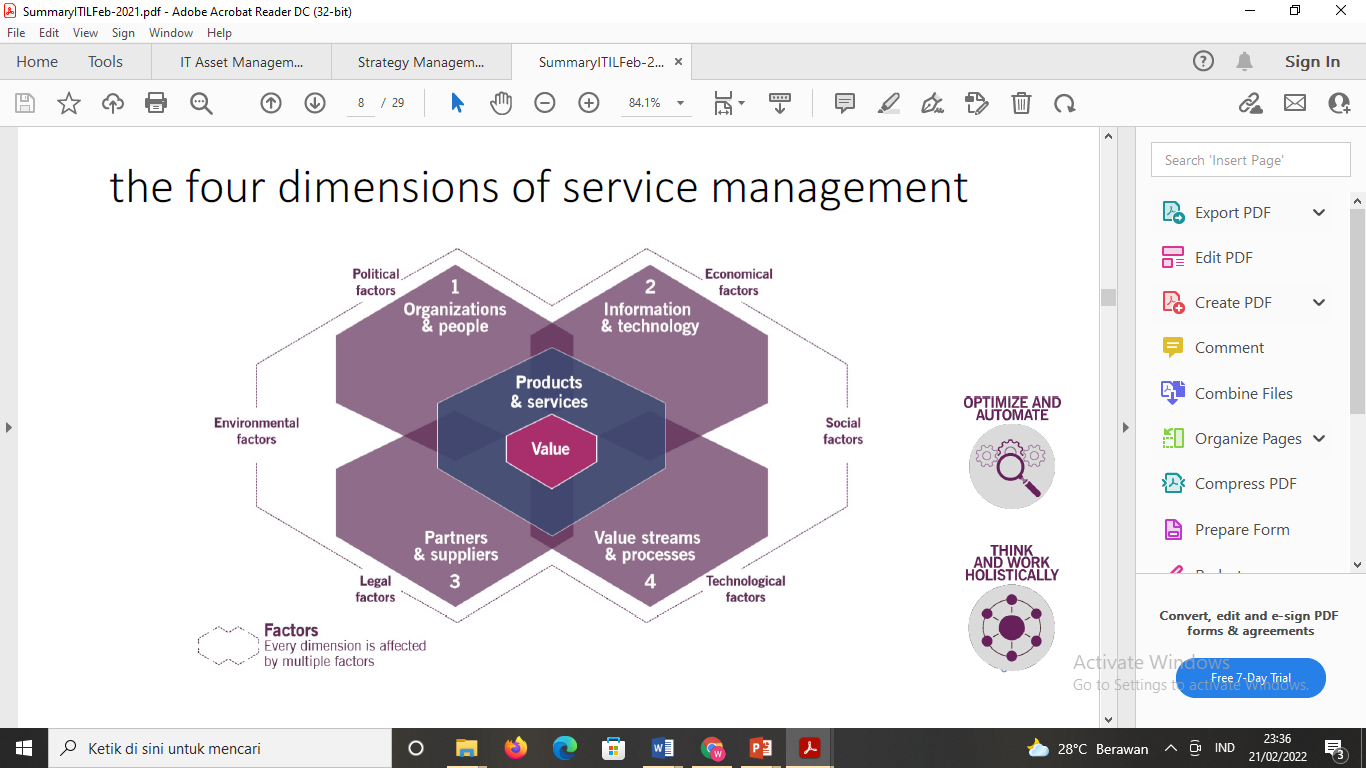 SummaryITILFeb-2021.pdf - Adobe Acrobat Reader DC (32-bit)
File Edit View Sign Window Help
Home Tools IT Asset Managem... Strategy Managem... SummaryITILFeb-2... × Sign In
8 / 29 84.1%
the four dimensions of service management
Political
factors
Economical
factors
1
Organizations
& people
2
Information
& technology
Products
& services
Value
Environmental
factors
Social
factors
Partners
& suppliers
3
Value streams
& processes
4
Legal
factors
Technological
factors
Factors
Every dimension is affected
by multiple factors
OPTIMIZE AND
AUTOMATE
THINK
AND WORK
HOLISTICALLY
Search 'Insert Page'
Export PDF
Edit PDF
Create PDF
Comment
Combine Files
Organize Pages
Compress PDF
Prepare Form
Convert, edit and e-sign PDF
forms & agreements
Free 7-Day Trial
Activate Windows
Go to Settings to activate Windows.
Ketik di sini untuk mencari
28°C Berawan
IND
23:36
21/02/2022
3